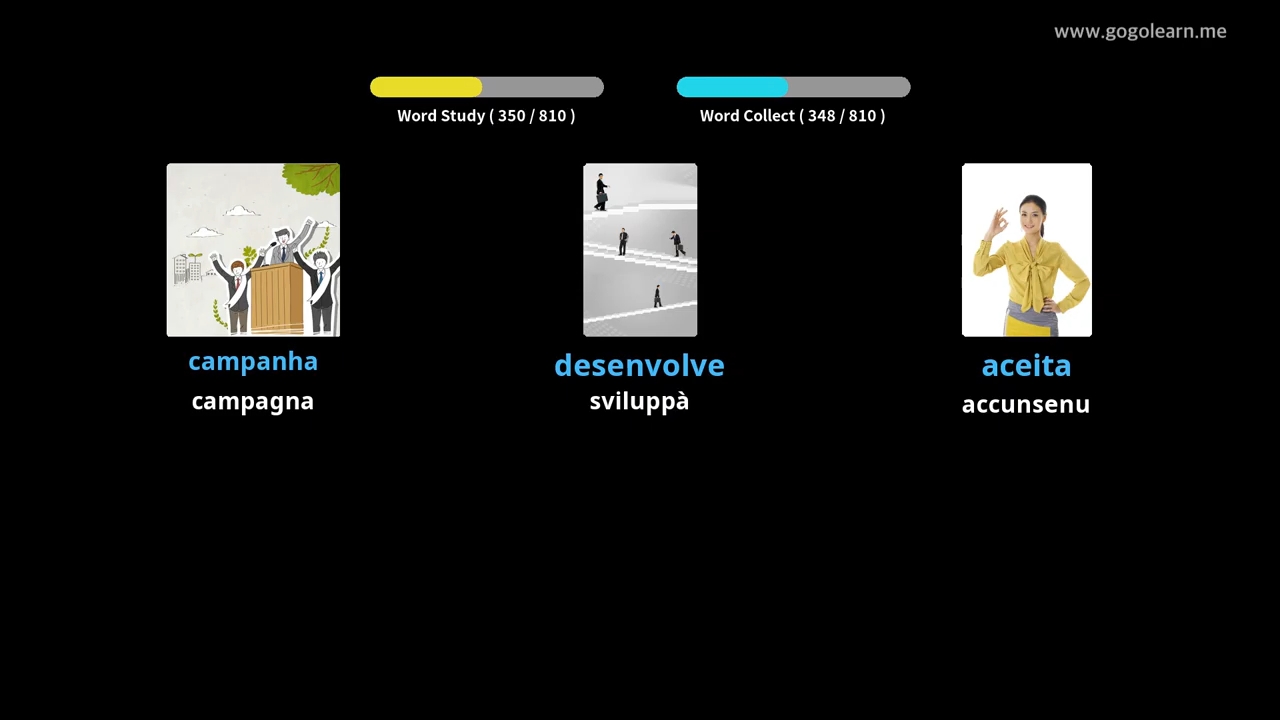 www.gogolearn.me
Word Study ( 350 / 810 )
Word Collect ( 348 / 810 )
campanha
campagna
desenvolve
sviluppà
aceita
accunsenu